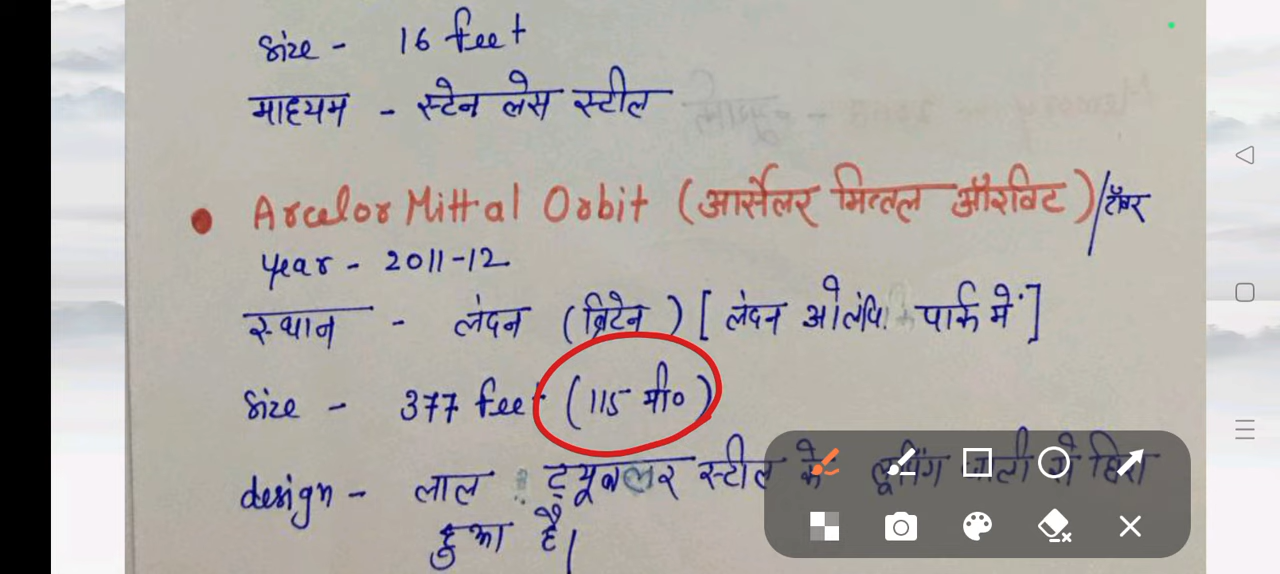 Size - 16 feet
माध्यम - स्टेन लेस स्टील
Arcelor Mittal Orbit (आर्सेलर मित्तल ऑरविट)/टॉवर
year - 2011-12
स्थान - लंदन (ब्रिटेन) [लंदन ओलंपिक पार्क में]
Size - 377 feet (115 मी०)
design - लाल ट्यूबलर स्टील के लूपिंग जाली से घिरा
हुआ है।